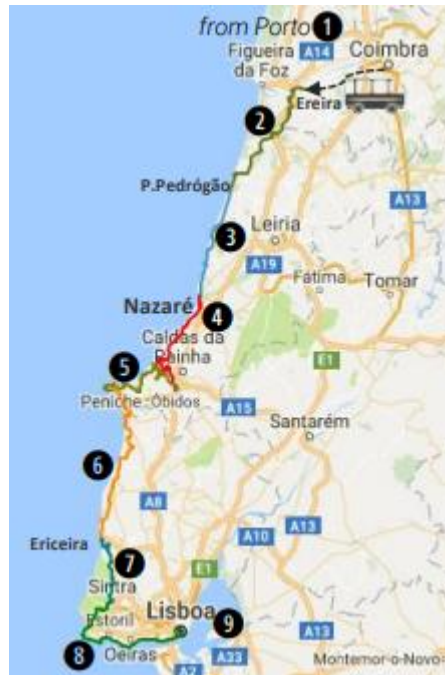 from Porto 1
A14
Coimbra
Figueira
da Foz
Ereira
2
P.Pedrógão
A13
3
Leiria
A19
Fátima
Tomar
Nazaré
4
Caldas da
Rainha
5
E1
Peniche
Óbidos
A15
Santarém
6
A8
A10
A13
Ericeira
E1
7
Sintra
Lisboa
9
Estoril
A13
8
Oeiras
A2
A33
Montemor-o-Novo